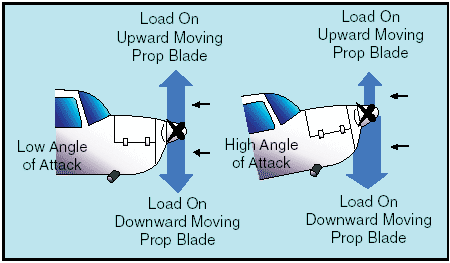 Load On
Upward Moving
Prop Blade
Load On
Upward Moving
Prop Blade
Low Angle
of Attack
High Angle
of Attack
Load On
Downward Moving
Prop Blade
Load On
Downward Moving
Prop Blade